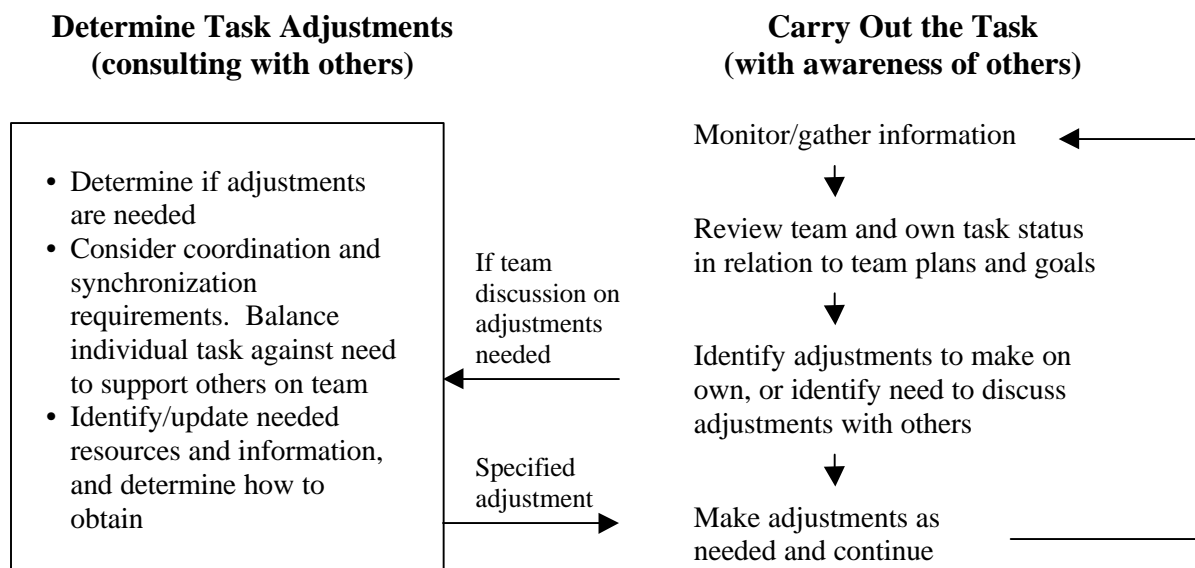 Determine Task Adjustments
(consulting with others)
• Determine if adjustments
are needed
• Consider coordination and
synchronization
requirements.  Balance
individual task against need
to support others on team
• Identify/update needed
resources and information,
and determine how to
obtain
If team
discussion on
adjustments
needed
Specified
adjustment
Carry Out the Task
(with awareness of others)
Monitor/gather information
Review team and own task status
in relation to team plans and goals
Identify adjustments to make on
own, or identify need to discuss
adjustments with others
Make adjustments as
needed and continue